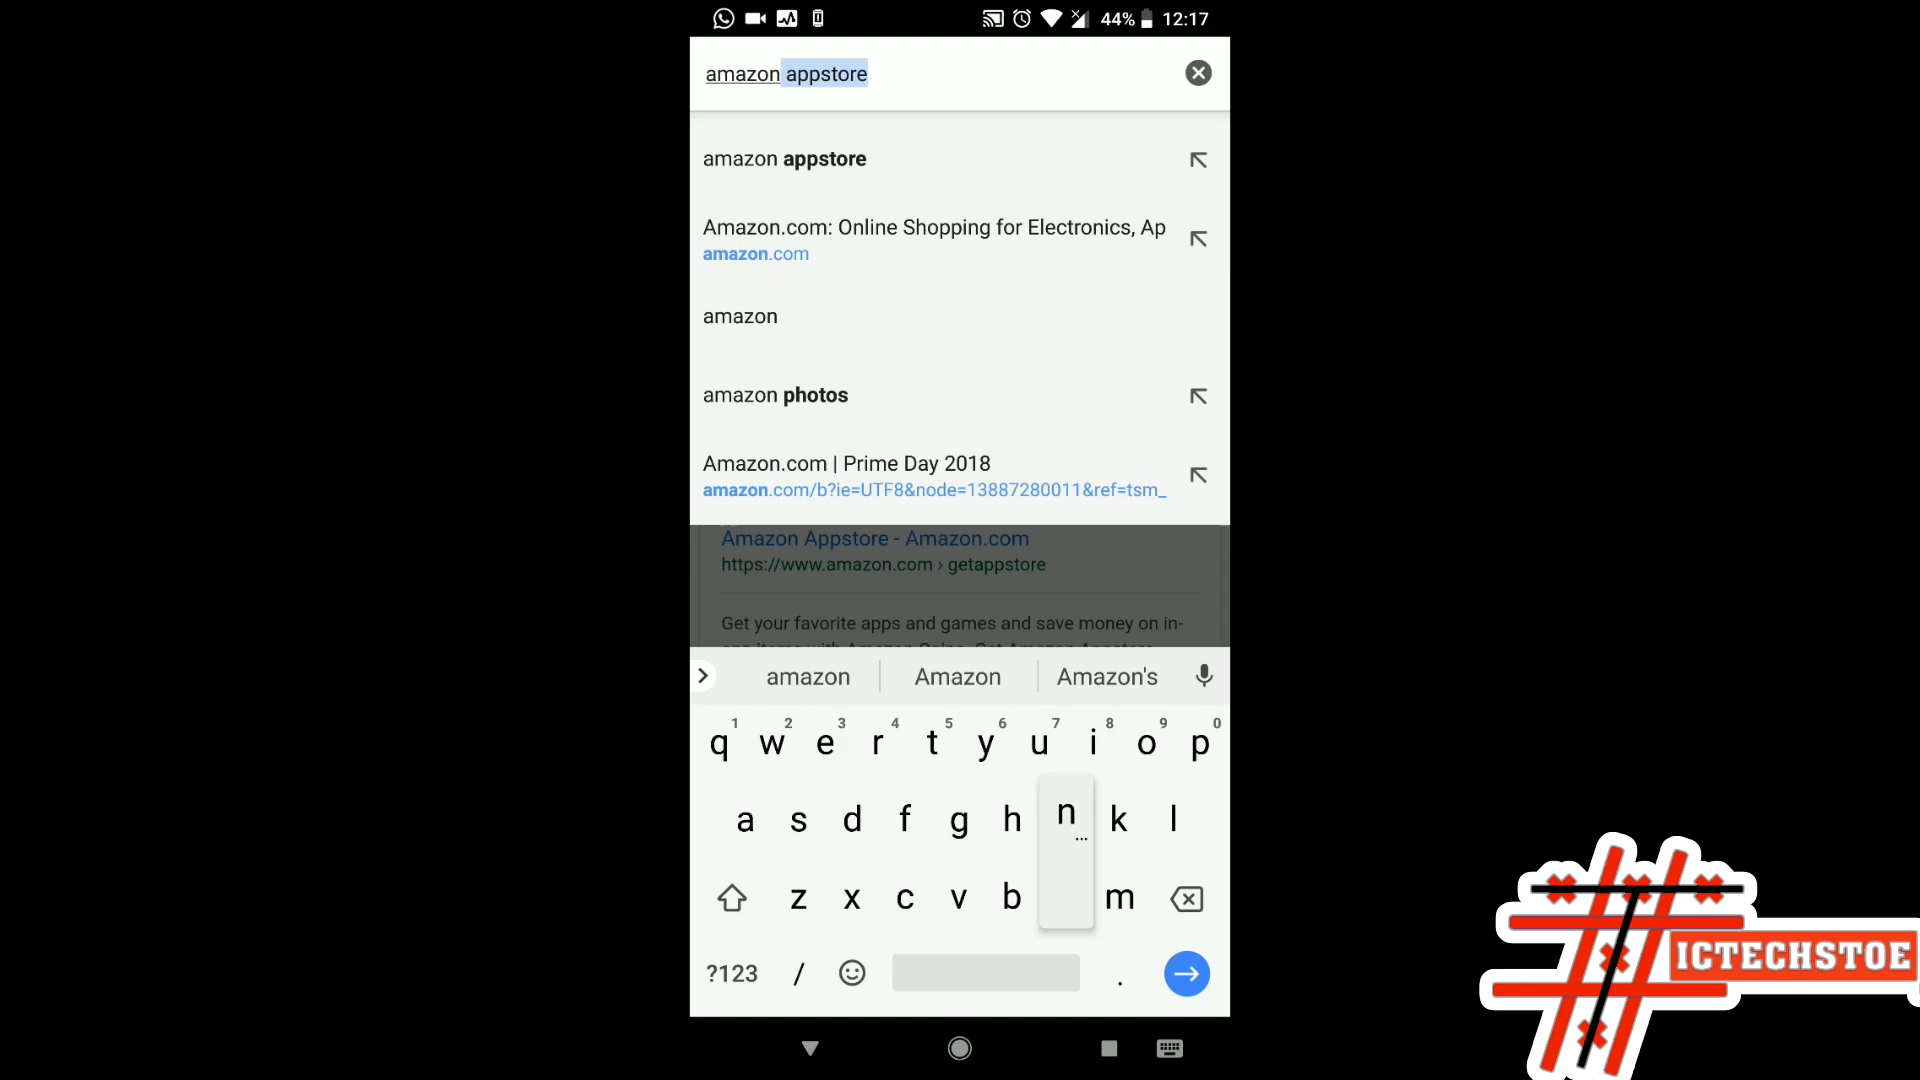 44% 12:17
amazon appstore
amazon appstore
Amazon.com: Online Shopping for Electronics, Ap
amazon.com
amazon
amazon photos
Amazon.com | Prime Day 2018
amazon.com/b?ie=UTF8&node=13887280011&ref=tsm_
Amazon Appstore - Amazon.com
https://www.amazon.com › getappstore
Get your favorite apps and games and save money on in-
amazon Amazon Amazon's
1 2 3 4 5 6 7 8 9 0
q w e r t y u i o p
a s d f g h n k l
...
z x c v b m
?123 / .
ICTECHSTOE